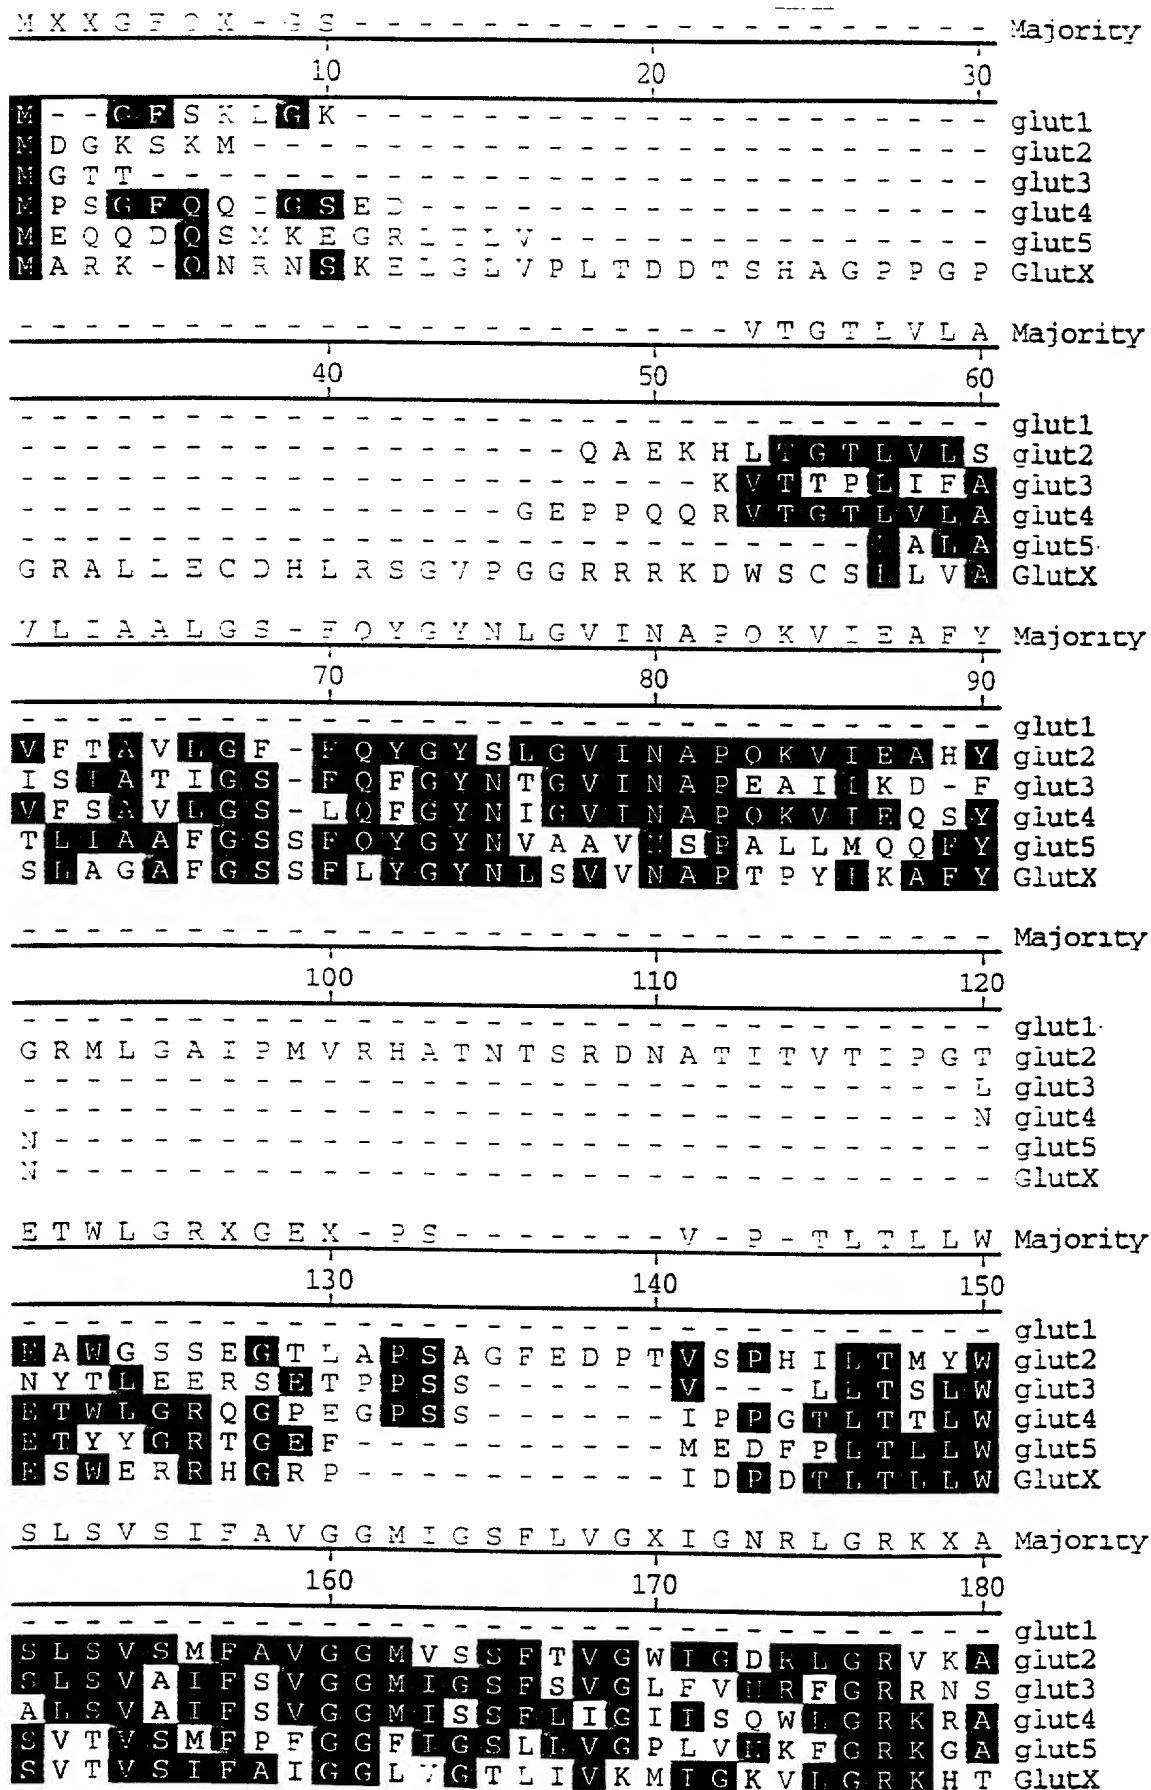 M X X G F Q K - G S - - - - - - - - - - - - - - - - - - - - Majority
10 20 30
M - - G F S K L G K - - - - - - - - - - - - - - - - - - - - glut1
M D G K S K M - - - - - - - - - - - - - - - - - - - - - - - glut2
M G T T - - - - - - - - - - - - - - - - - - - - - - - - - - glut3
M P S G F Q Q I G S E D - - - - - - - - - - - - - - - - - - glut4
M E Q Q D Q S M K E G R L T L V - - - - - - - - - - - - - - glut5
M A R K - Q N R N S K E L G L V P L T D D T S H A G P P G P GlutX
- - - - - - - - - - - - - - - - - - - - - - V T G T L V L A Majority
40 50 60
- - - - - - - - - - - - - - - - - - - - - - - - - - - - - - glut1
- - - - - - - - - - - - - - - - - Q A E K H L T G T L V L S glut2
- - - - - - - - - - - - - - - - - - - - - K V T T P L I F A glut3
- - - - - - - - - - - - - - - G E P P Q Q R V T G T L V L A glut4
- - - - - - - - - - - - - - - - - - - - - - - - - - L A L A glut5
G R A L L E C D H L R S G V P G G R R R K D W S C S L L V A GlutX
V L I A A L G S - F Q Y G Y N L G V I N A P Q K V I E A F Y Majority
70 80 90
- - - - - - - - - - - - - - - - - - - - - - - - - - - - - - glut1
V F T A V L G F - F Q Y G Y S L G V I N A P Q K V I E A H Y glut2
I S I A T I G S - F Q F G Y N T G V I N A P E A I I K D - F glut3
V F S A V L G S - L Q F G Y N I G V I N A P Q K V I E Q S Y glut4
T L I A A F G S S F Q Y G Y N V A A V N S P A L L M Q Q F Y glut5
S L A G A F G S S F L Y G Y N L S V V N A P T P Y I K A F Y GlutX
- - - - - - - - - - - - - - - - - - - - - - - - - - - - - - Majority
100 110 120
- - - - - - - - - - - - - - - - - - - - - - - - - - - - - - glut1
G R M L G A I P M V R H A T N T S R D N A T I T V T I P G T glut2
- - - - - - - - - - - - - - - - - - - - - - - - - - - - - L glut3
- - - - - - - - - - - - - - - - - - - - - - - - - - - - - N glut4
N - - - - - - - - - - - - - - - - - - - - - - - - - - - - - glut5
N - - - - - - - - - - - - - - - - - - - - - - - - - - - - - GlutX
E T W L G R X G E X - P S - - - - - - - V - P - T L T L L W Majority
130 140 150
- - - - - - - - - - - - - - - - - - - - - - - - - - - - - - glut1
E A W G S S E G T L A P S A G F E D P T V S P H I L T M Y W glut2
N Y T L E E R S E T P P S S - - - - - - V - - - L L T S L W glut3
E T W L G R Q G P E G P S S - - - - - - I P P G T L T T L W glut4
E T Y Y G R T G E F - - - - - - - - - - M E D F P L T L L W glut5
E S W E R R H G R P - - - - - - - - - - I D P D T L T L L W GlutX
S L S V S I F A V G G M I G S F L V G X I G N R L G R K X A Majority
160 170 180
- - - - - - - - - - - - - - - - - - - - - - - - - - - - - - glut1
S L S V S M F A V G G M V S S F T V G W I G D R L G R V K A glut2
S L S V A I F S V G G M I G S F S V G L F V N R F G R R N S glut3
A L S V A I F S V G G M I S S F L I G I I S Q W L G R K R A glut4
S V T V S M F P F G G F I G S L L V G P L V N K F G R K G A glut5
S V T V S I F A I G G L V G T L I V K M I G K V L G R K H T GlutX